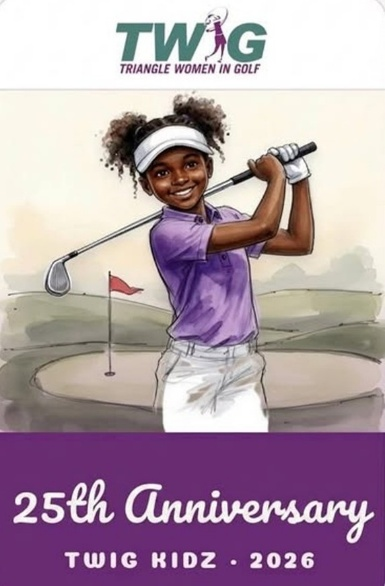 TWIG
TRIANGLE WOMEN IN GOLF
25th Anniversary
TWIG KIDZ · 2026